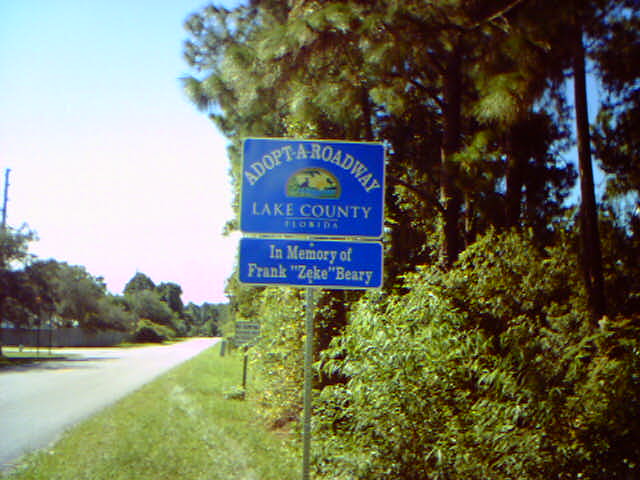 ADOPT-A-ROADWAY
LAKE COUNTY
FLORIDA
In Memory of
Frank "Zeke" Beary